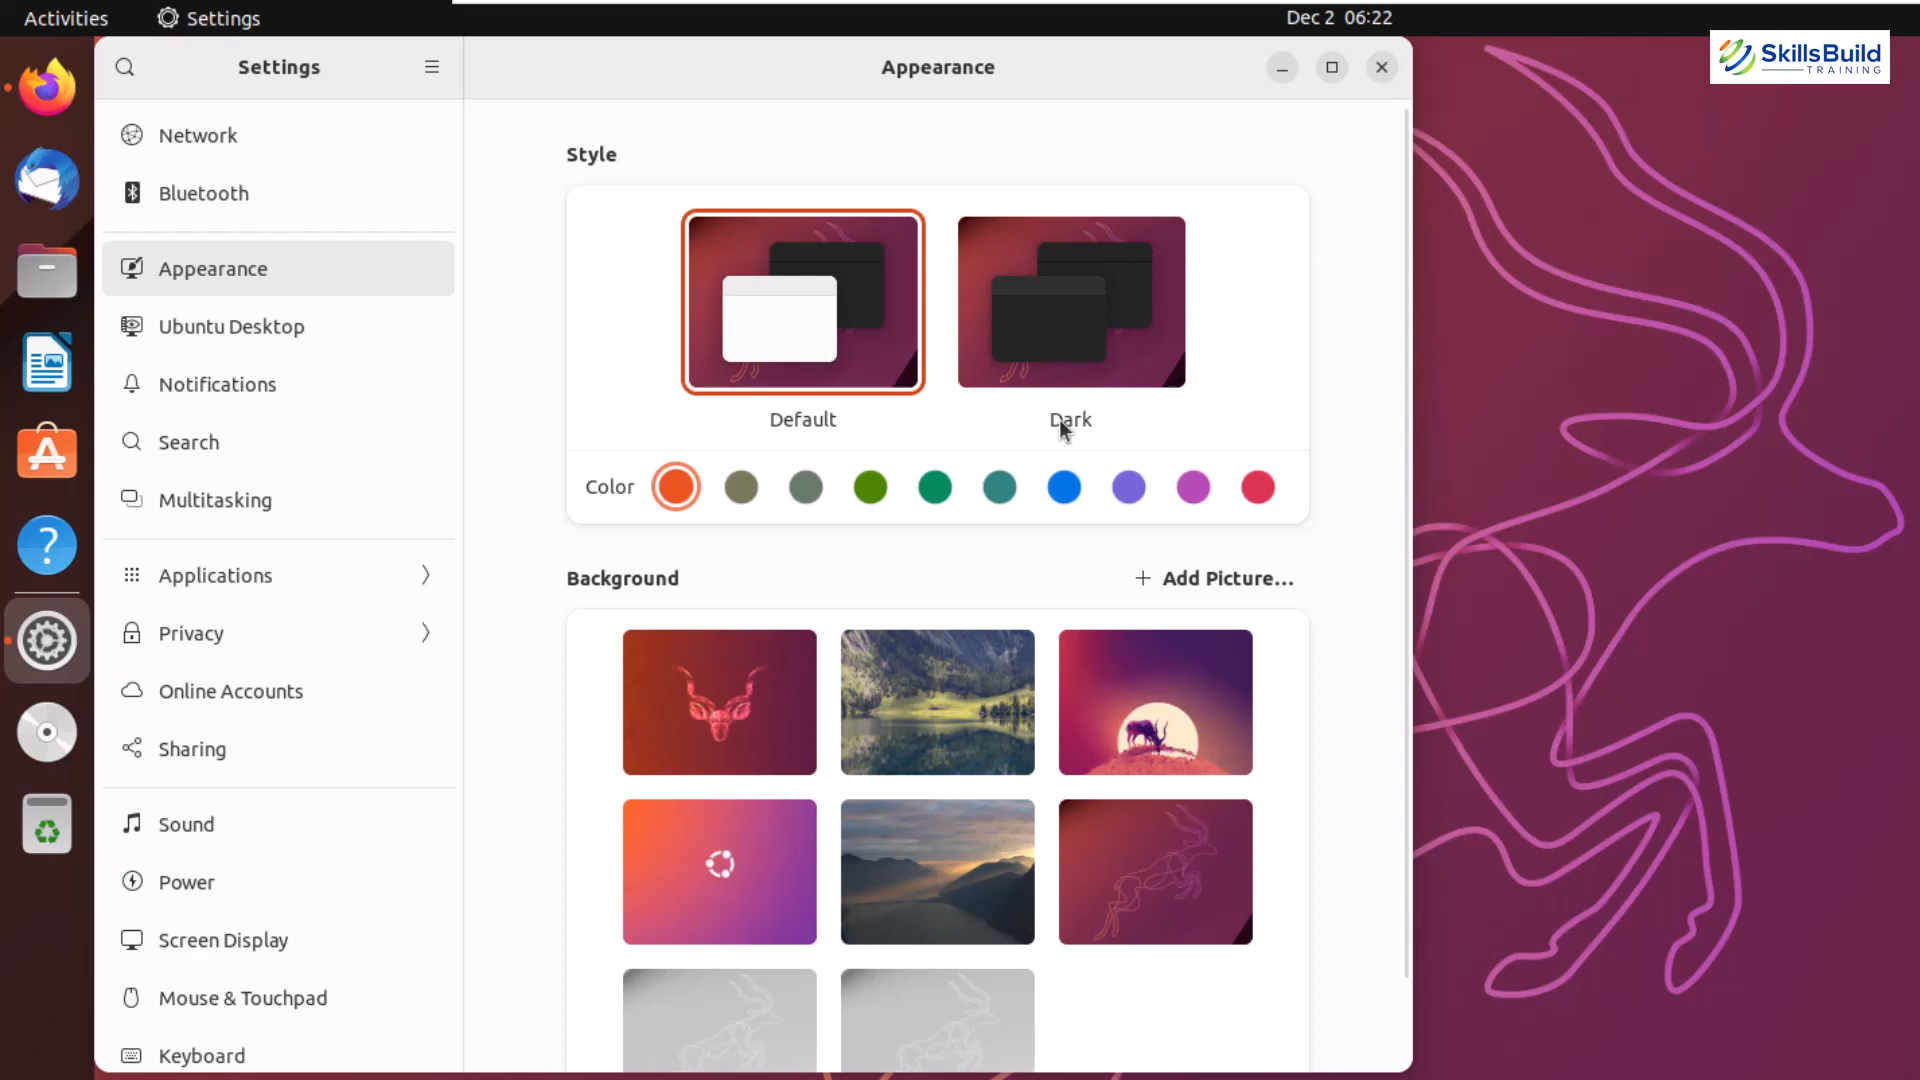 Activities
Settings
Dec 2 06:22
SkillsBuild
TRAINING
Settings
Appearance
Network
Bluetooth
Appearance
Ubuntu Desktop
Notifications
Search
Multitasking
Applications
Privacy
Online Accounts
Sharing
Sound
Power
Screen Display
Mouse & Touchpad
Keyboard
Style
Default
Dark
Color
Background
+ Add Picture...